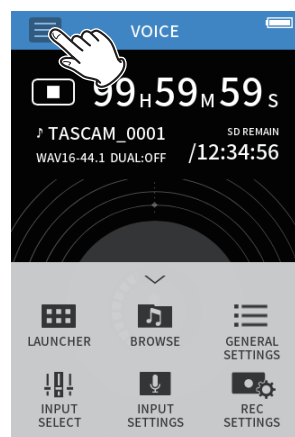 VOICE
99H59M59S
♪ TASCAM_0001
SD REMAIN
WAV16-44.1 DUAL:OFF
/12:34:56
LAUNCHER
BROWSE
GENERAL
SETTINGS
INPUT
SELECT
INPUT
SETTINGS
REC
SETTINGS